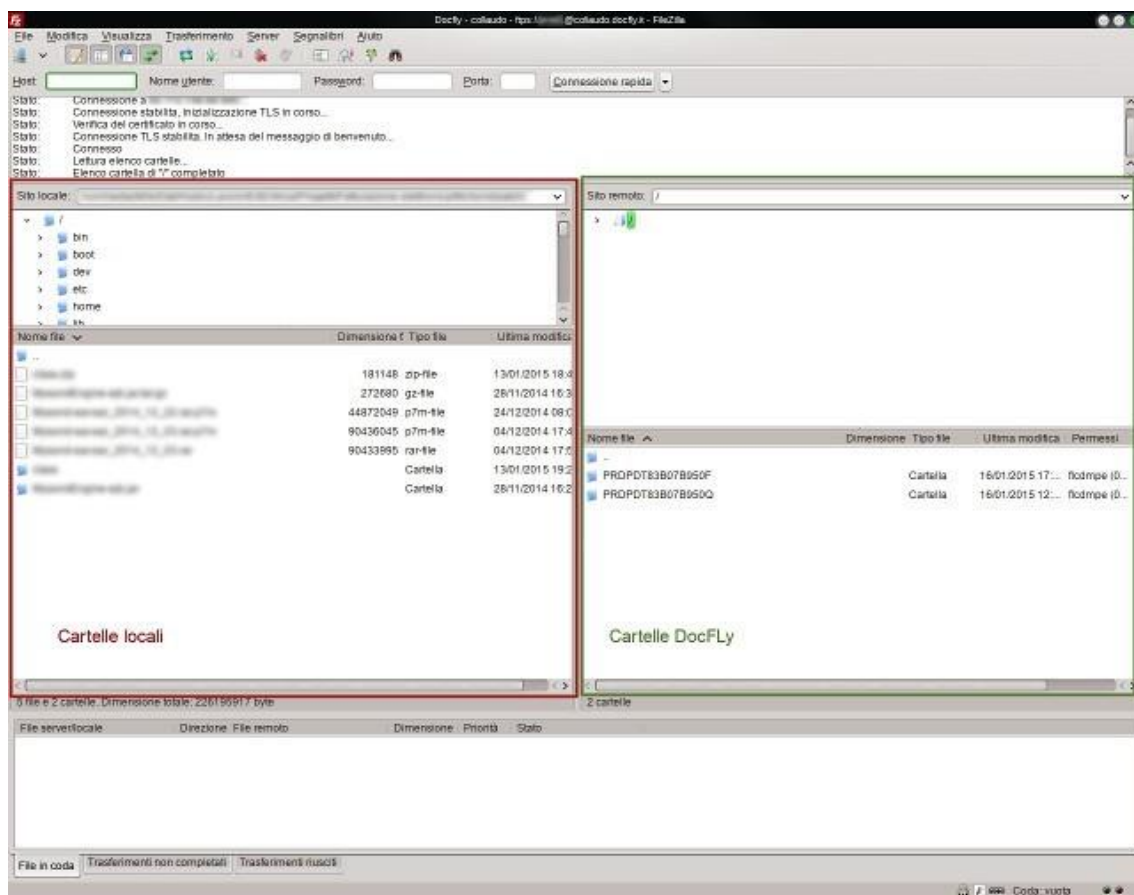 Docfly - collaudo - ftps: @collaudo.docfly.it - FileZilla
File Modifica Visualizza Trasferimento Server Segnalibri Aiuto
Host: Nome utente: Password: Porta: Connessione rapida
Stato: Connessione a
Stato: Connessione stabilita, inizializzazione TLS in corso...
Stato: Verifica del certificato in corso...
Stato: Connessione TLS stabilita. In attesa del messaggio di benvenuto...
Stato: Connesso
Stato: Lettura elenco cartelle...
Stato: Elenco cartella di "/" completato
Sito locale:
/
bin
boot
dev
etc
home
lib
Nome file Dimensione f Tipo file Ultima modifica
..
181148 zip-file 13/01/2015 18:4
272680 gz-file 28/11/2014 16:3
44872049 p7m-file 24/12/2014 08:0
90436045 p7m-file 04/12/2014 17:4
90433995 rar-file 04/12/2014 17:5
Cartella 13/01/2015 19:2
Cartella 28/11/2014 16:2
Cartelle locali
5 file e 2 cartelle. Dimensione totale: 226195917 byte
Sito remoto: /
/
Nome file Dimensione Tipo file Ultima modifica Permessi
..
PRDPDT83B07B950F Cartella 16/01/2015 17:... flcdmpe (0...
PRDPDT83B07B950Q Cartella 16/01/2015 12:... flcdmpe (0...
Cartelle DocFLy
2 cartelle
File server/locale Direzione File remoto Dimensione Priorità Stato
File in coda Trasferimenti non completati Trasferimenti riusciti
Coda: vuota